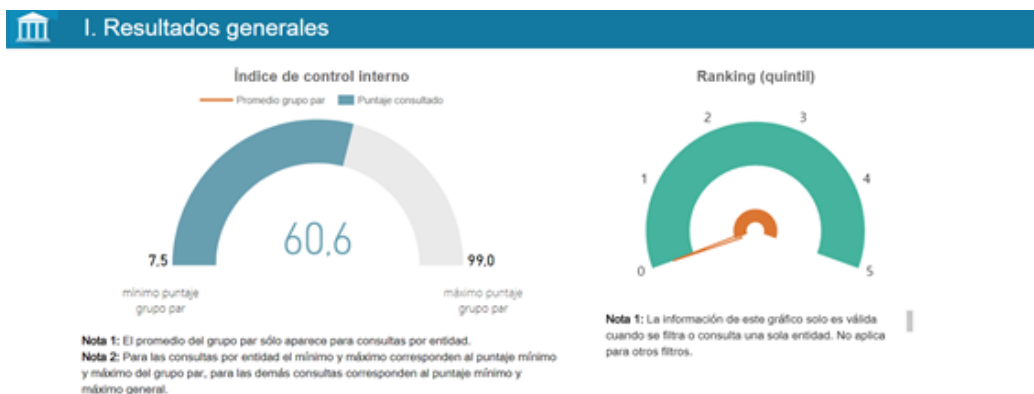 I. Resultados generales
Índice de control interno
Promedio grupo par
Puntaje consultado
60,6
7,5
99,0
mínimo puntaje
grupo par
máximo puntaje
grupo par
Nota 1: El promedio del grupo par sólo aparece para consultas por entidad.
Nota 2: Para las consultas por entidad el mínimo y máximo corresponden al puntaje mínimo
y máximo del grupo par, para las demás consultas corresponden al puntaje mínimo y
máximo general.
Ranking (quintil)
2
3
1
4
0
5
Nota 1: La información de este gráfico solo es válida
cuando se filtra o consulta una sola entidad. No aplica
para otros filtros.